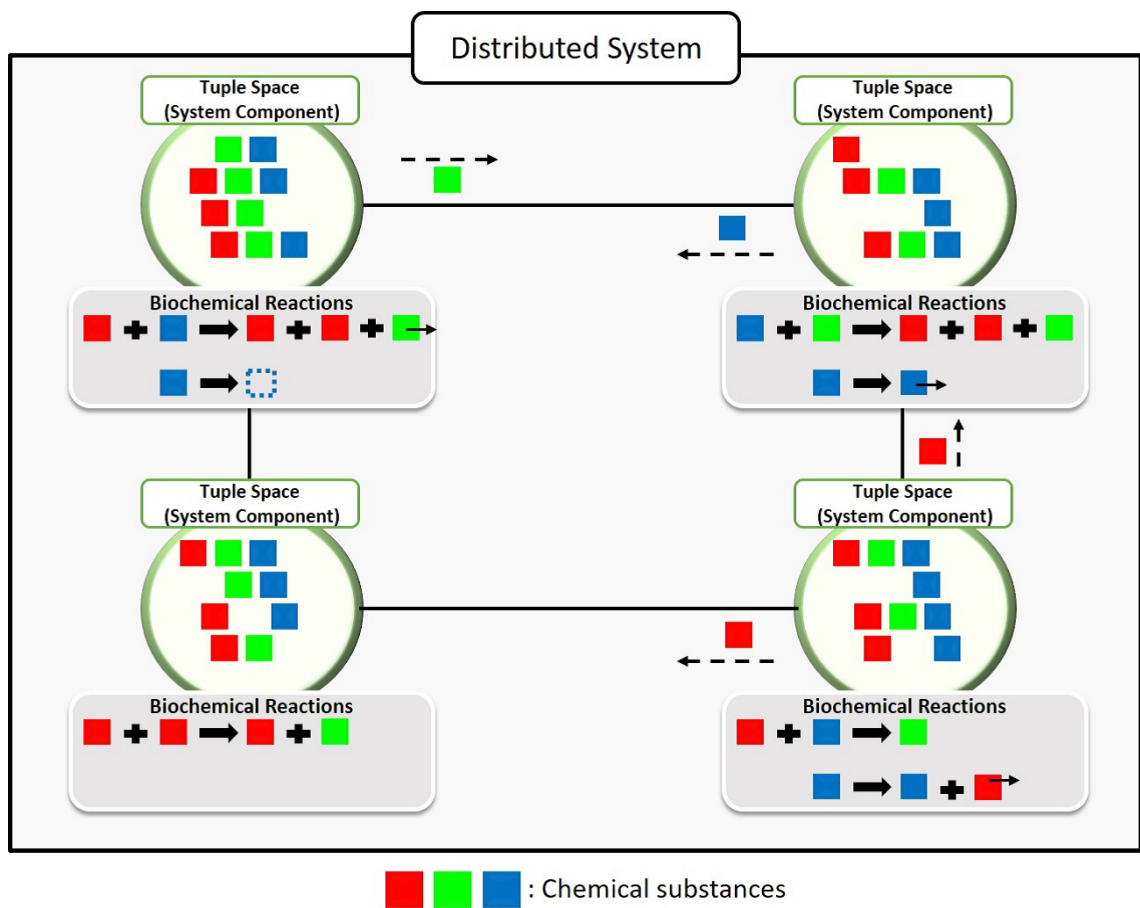 Distributed System
Tuple Space
(System Component)
Tuple Space
(System Component)
Biochemical Reactions
Biochemical Reactions
Tuple Space
(System Component)
Tuple Space
(System Component)
Biochemical Reactions
Biochemical Reactions
: Chemical substances